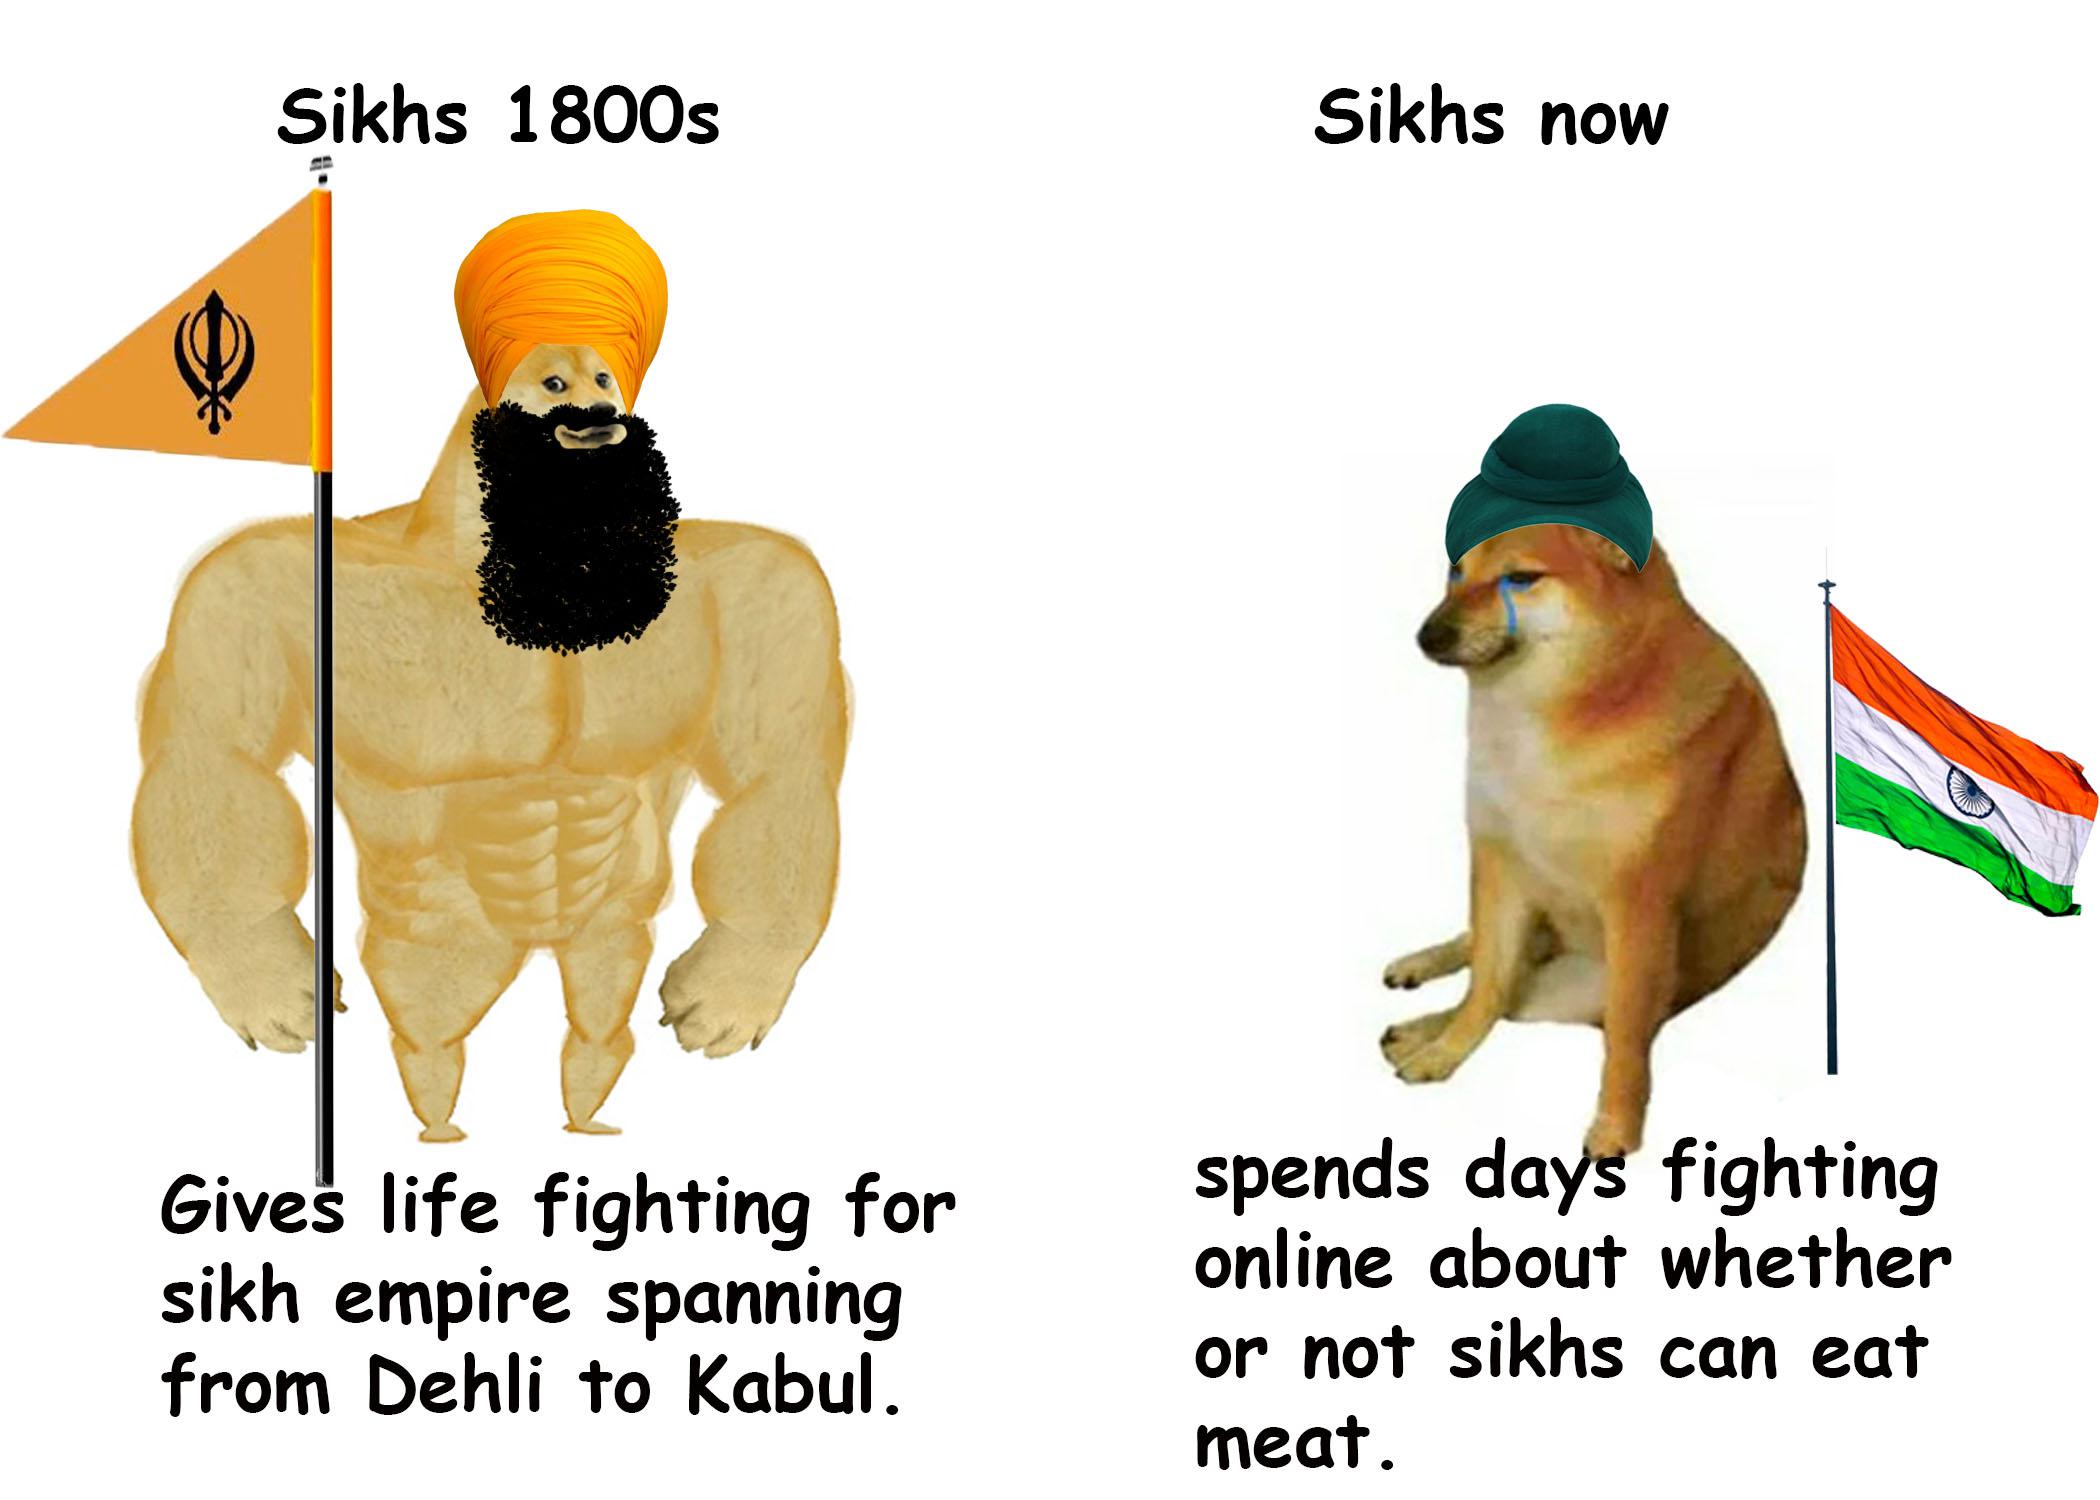 Sikhs 1800s
Sikhs now
Gives life fighting for
sikh empire spanning
from Dehli to Kabul.
spends days fighting
online about whether
or not sikhs can eat
meat.